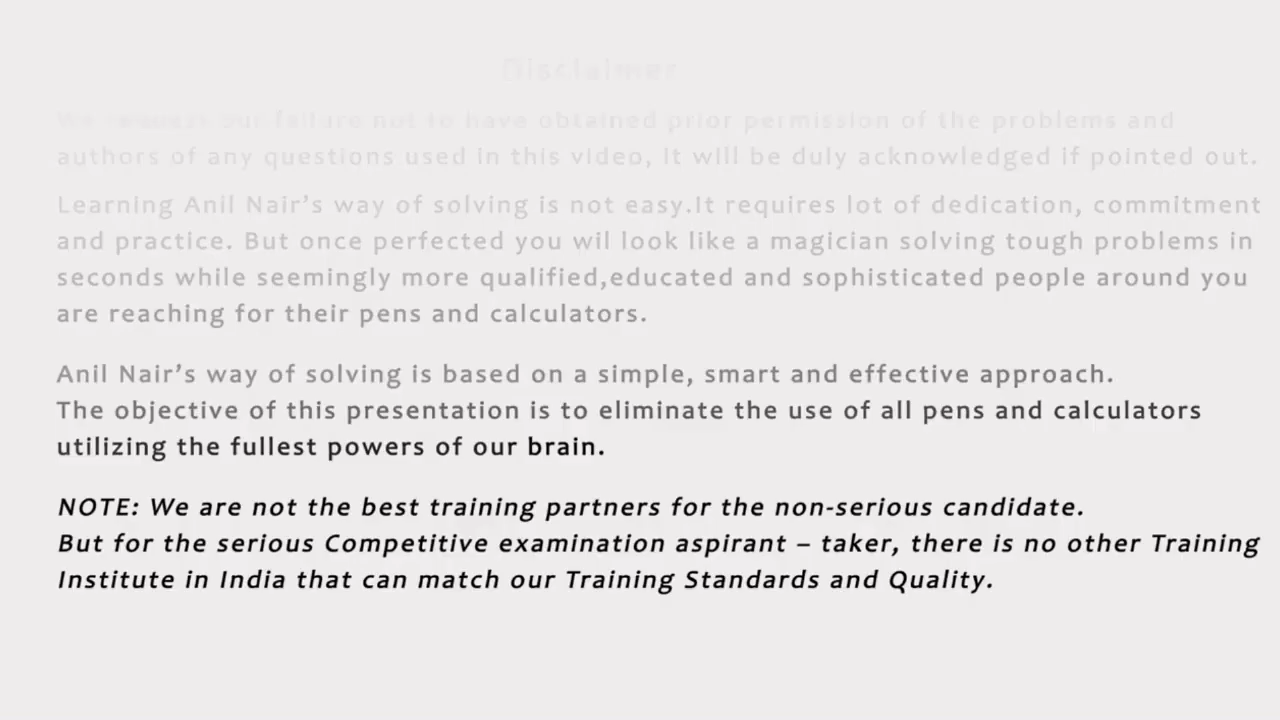 Disclaimer
We request our failure not to have obtained prior permission of the problems and
authors of any questions used in this video, it will be duly acknowledged if pointed out.
Learning Anil Nair's way of solving is not easy.It requires lot of dedication, commitment
and practice. But once perfected you wil look like a magician solving tough problems in
seconds while seemingly more qualified,educated and sophisticated people around you
are reaching for their pens and calculators.
Anil Nair's way of solving is based on a simple, smart and effective approach.
The objective of this presentation is to eliminate the use of all pens and calculators
utilizing the fullest powers of our brain.
NOTE: We are not the best training partners for the non-serious candidate.
But for the serious Competitive examination aspirant – taker, there is no other Training
Institute in India that can match our Training Standards and Quality.